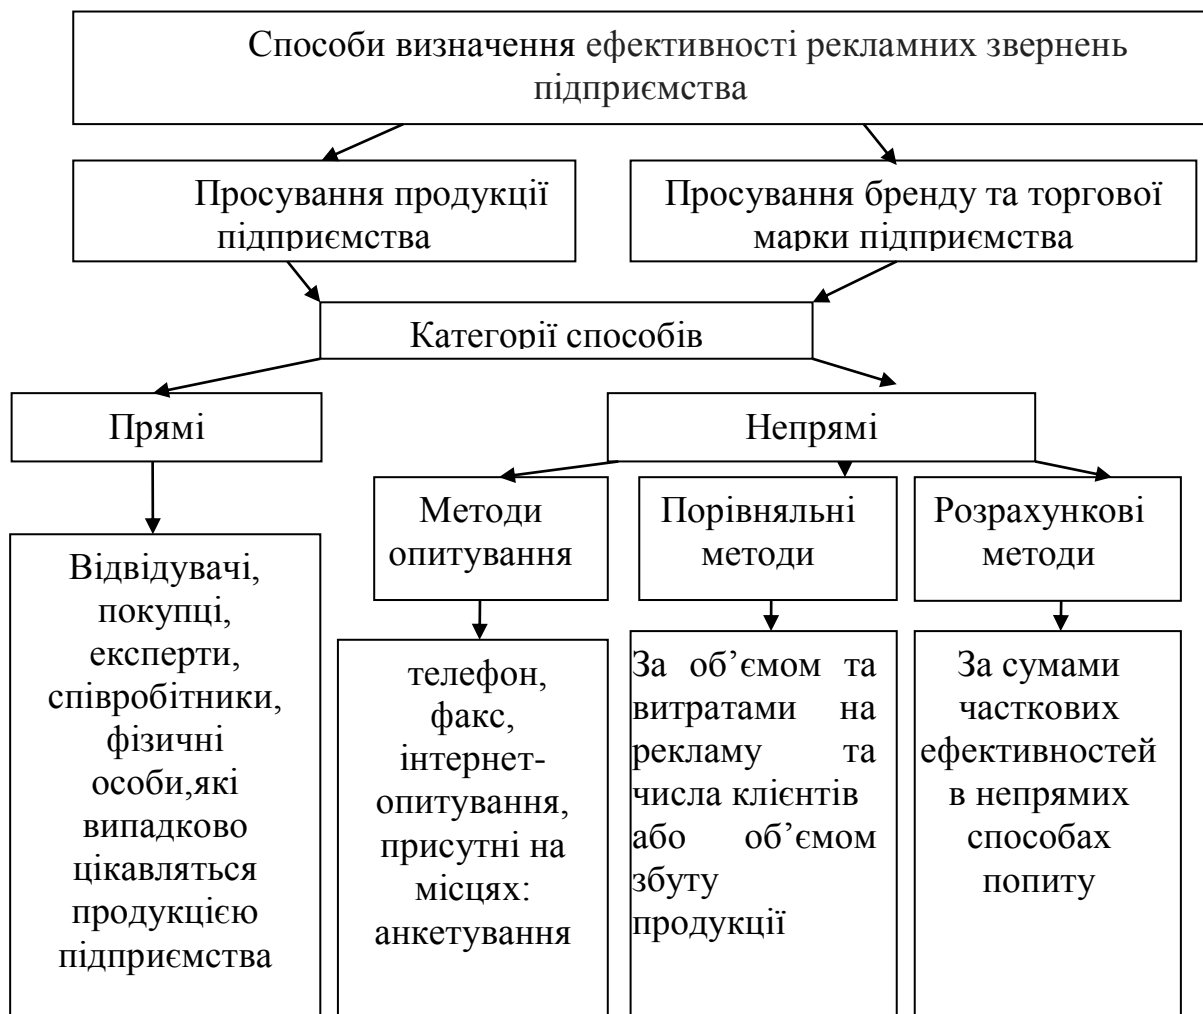 Способи визначення ефективності рекламних звернень
підприємства
Просування продукції
підприємства
Просування бренду та торгової
марки підприємства
Категорії способів
Прямі
Непрямі
Методи
опитування
Порівняльні
методи
Розрахункові
методи
Відвідувачі,
покупці,
експерти,
співробітники,
фізичні
особи,які
випадково
цікавляться
продукцією
підприємства
телефон,
факс,
інтернет-
опитування,
присутні на
місцях:
анкетування
За об’ємом та
витратами на
рекламу та
числа клієнтів
або об’ємом
збуту
продукції
За сумами
часткових
ефективностей
в непрямих
способах
попиту